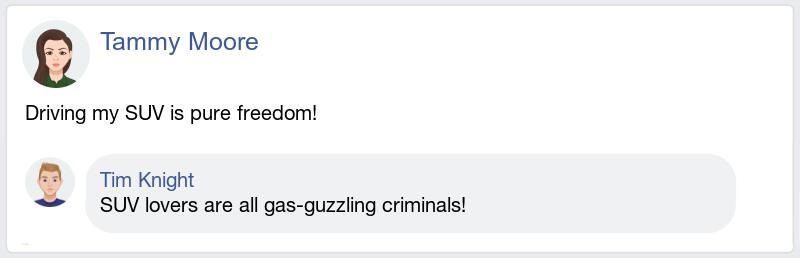 Tammy Moore
Driving my SUV is pure freedom!
Tim Knight
SUV lovers are all gas-guzzling criminals!